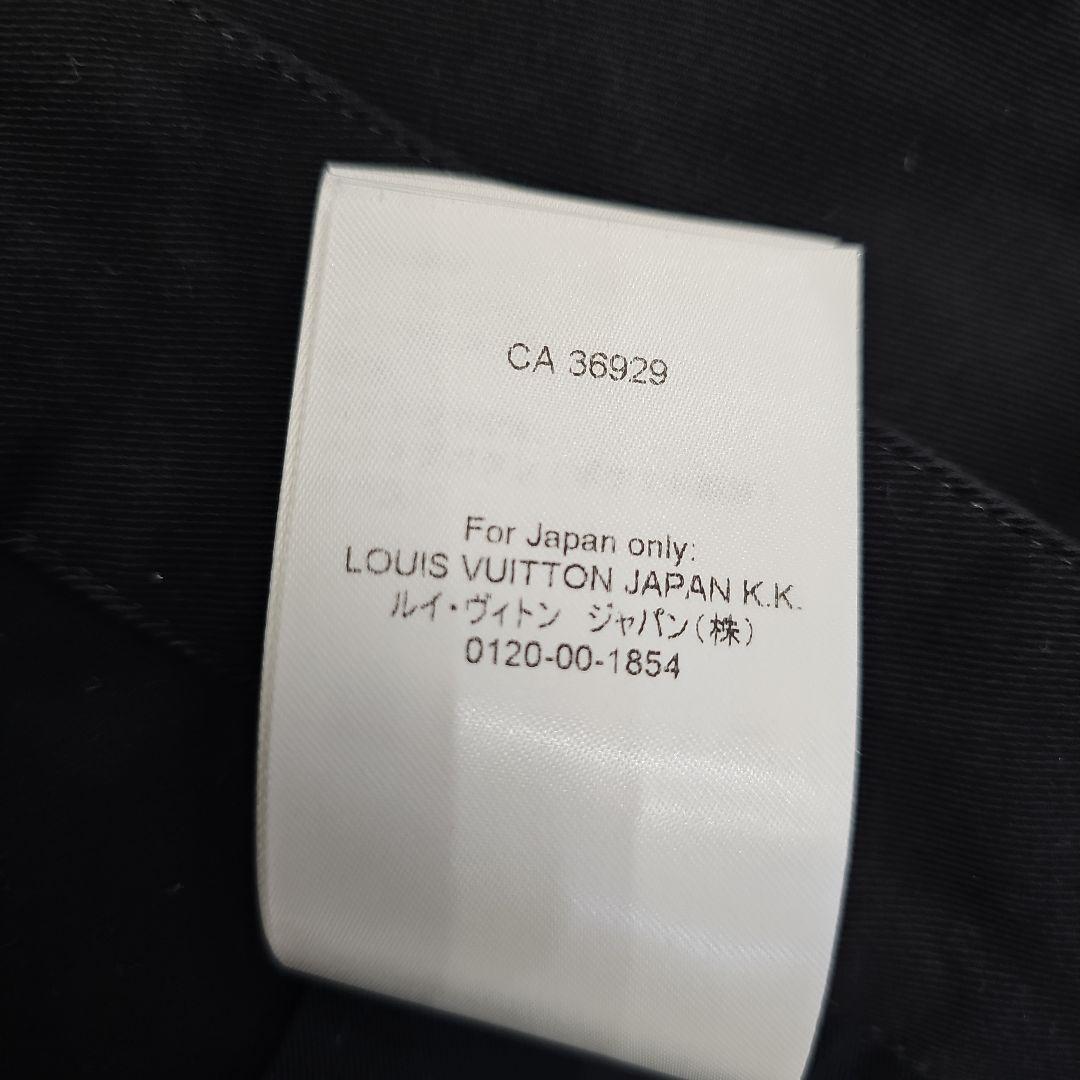 CA 36929
For Japan only:
LOUIS VUITTON JAPAN K.K.
ルイ・ヴィトン　ジャパン(株)
0120-00-1854